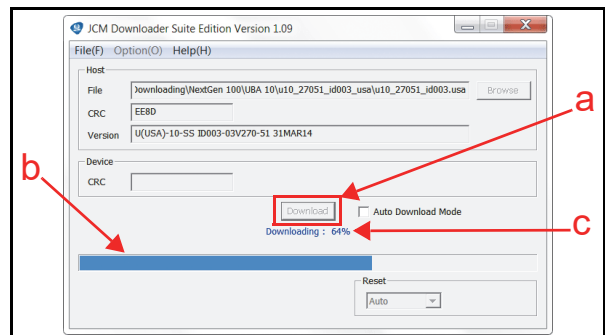 JCM Downloader Suite Edition Version 1.09
File(F) Option(O) Help(H)
Host
File ownloading\NextGen 100\UBA 10\u10_27051_id003_usa\u10_27051_id003.usa Browse
CRC EE8D
Version U(USA)-10-SS ID003-03V270-51 31MAR14
Device
CRC
Download Auto Download Mode
Downloading : 64%
Reset
Auto
a
b
c